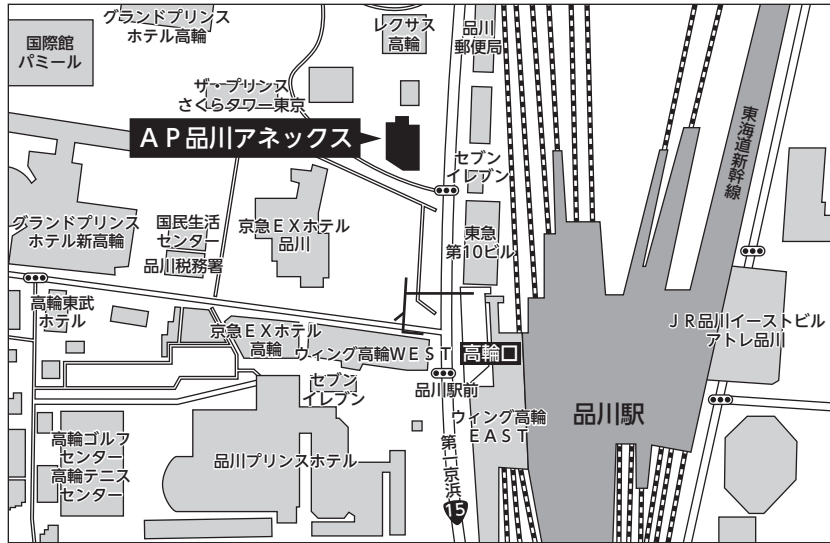 グランドプリンス
ホテル高輪
国際館
パミール
レクサス
高輪
品川
郵便局
ザ・プリンス
さくらタワー東京
AP品川アネックス
セブン
イレブン
東海道新幹線
グランドプリンス
ホテル新高輪
国民生活
センター
品川税務署
京急EXホテル
品川
東急
第10ビル
高輪東武
ホテル
京急EXホテル
高輪
ウィング高輪WEST
高輪口
JR品川イーストビル
アトレ品川
セブン
イレブン
品川駅前
ウィング高輪
EAST
品川駅
高輪ゴルフ
センター
高輪テニス
センター
品川プリンスホテル
第一京浜
15